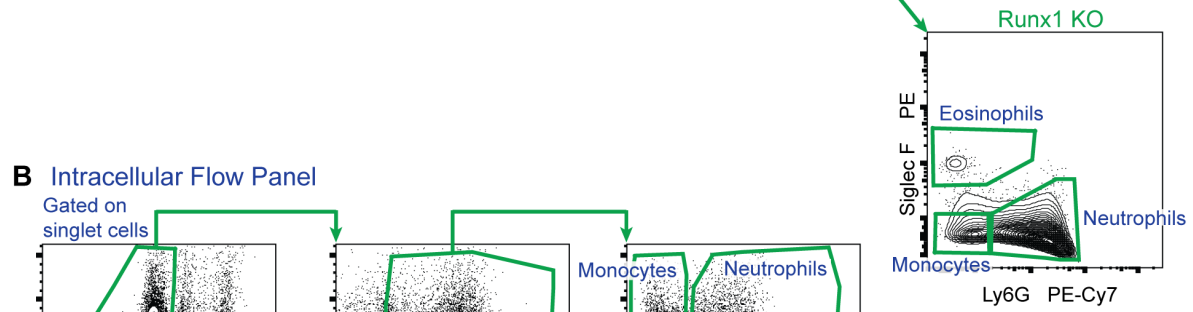 Runx1 KO
Siglec F PE
Eosinophils
Neutrophils
Monocytes
Ly6G PE-Cy7
B Intracellular Flow Panel
Gated on
singlet cells
Monocytes
Neutrophils